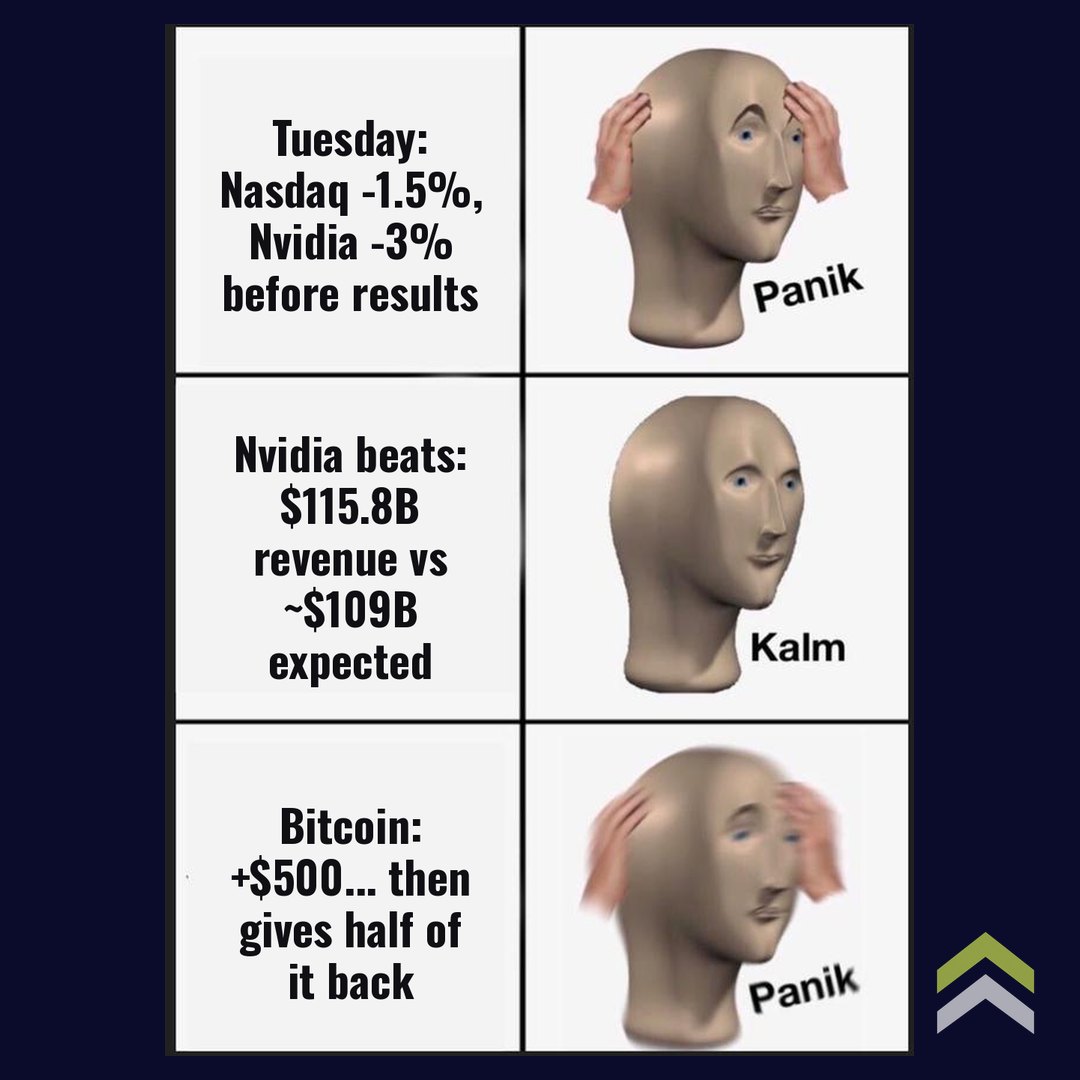 Tuesday:
Nasdaq -1.5%,
Nvidia -3%
before results
Panik
Nvidia beats:
$115.8B
revenue vs
~$109B
expected
Kalm
Bitcoin:
+$500... then
gives half of
it back
Panik